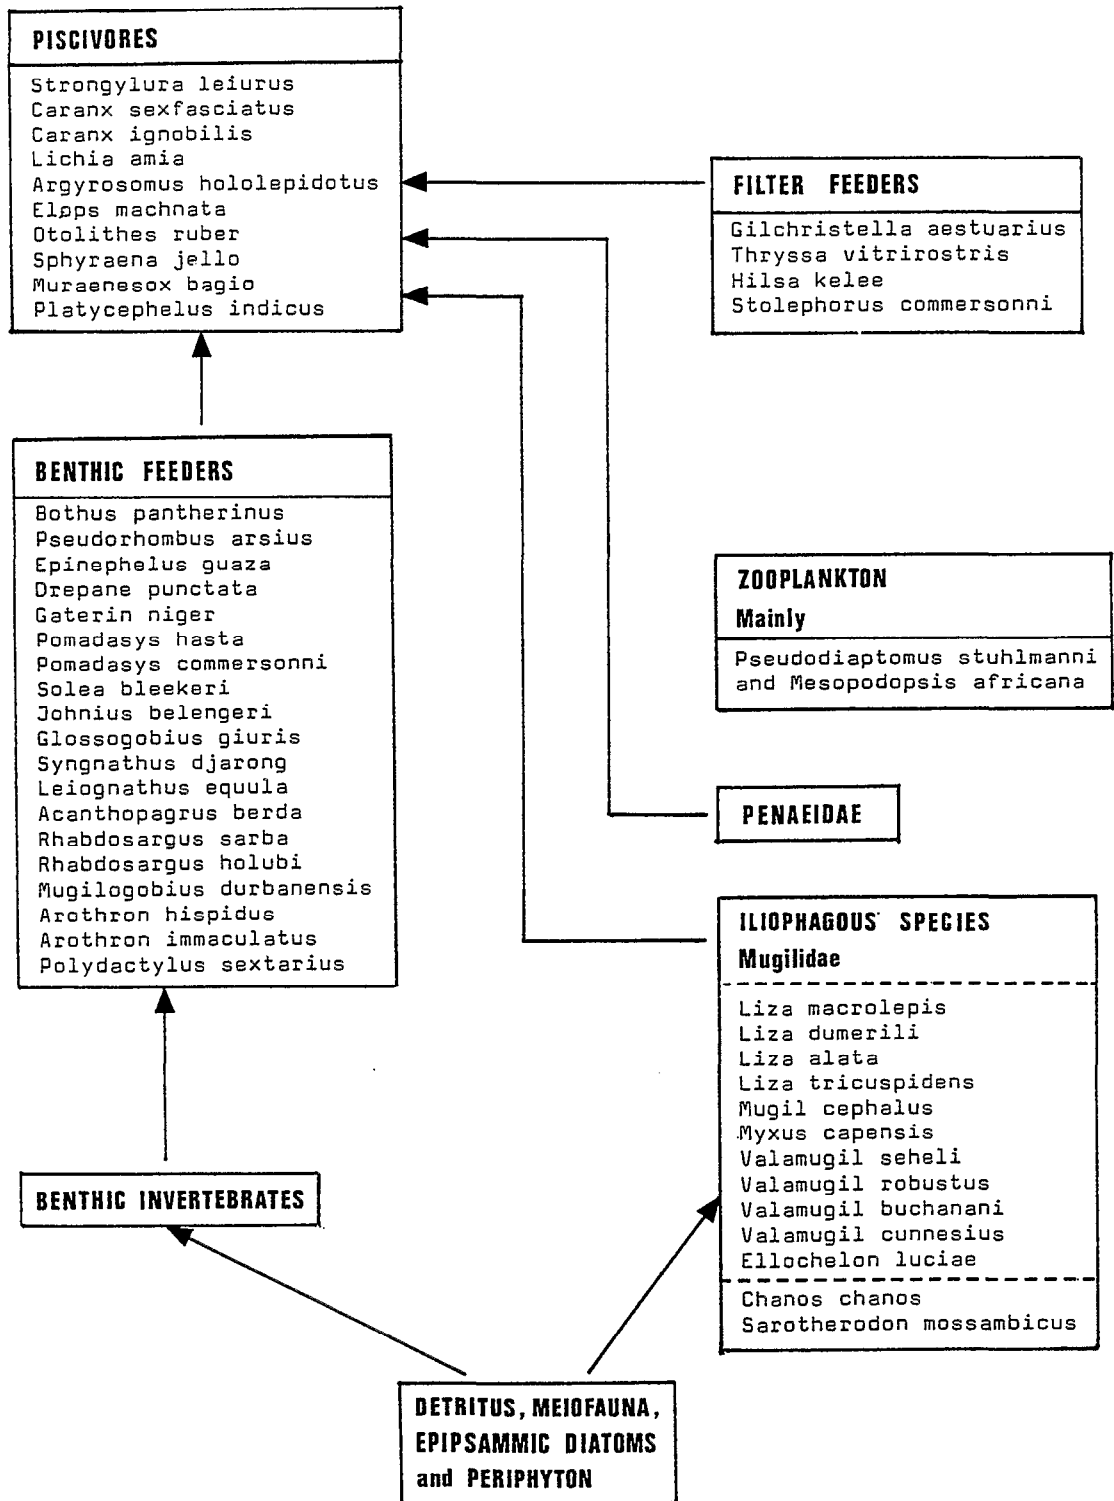 PISCIVORES
Strongylura leiurus
Caranx sexfasciatus
Caranx ignobilis
Lichia amia
Argyrosomus hololepidotus
Elops machnata
Otolithes ruber
Sphyraena jello
Muraenesox bagio
Platycephelus indicus
FILTER FEEDERS
Gilchristella aestuarius
Thryssa vitrirostris
Hilsa kelee
Stolephorus commersonni
BENTHIC FEEDERS
Bothus pantherinus
Pseudorhombus arsius
Epinephelus guaza
Drepane punctata
Gaterin niger
Pomadasys hasta
Pomadasys commersonni
Solea bleekeri
Johnius belengeri
Glossogobius giuris
Syngnathus djarong
Leiognathus equula
Acanthopagrus berda
Rhabdosargus sarba
Rhabdosargus holubi
Mugilogobius durbanensis
Arothron hispidus
Arothron immaculatus
Polydactylus sextarius
ZOOPLANKTON
Mainly
Pseudodiaptomus stuhlmanni
and Mesopodopsis africana
PENAEIDAE
ILIOPHAGOUS SPECIES
Mugilidae
Liza macrolepis
Liza dumerili
Liza alata
Liza tricuspidens
Mugil cephalus
Myxus capensis
Valamugil seheli
Valamugil robustus
Valamugil buchanani
Valamugil cunnesius
Ellochelon luciae
Chanos chanos
Sarotherodon mossambicus
BENTHIC INVERTEBRATES
DETRITUS, MEIOFAUNA,
EPIPSAMMIC DIATOMS
and PERIPHYTON